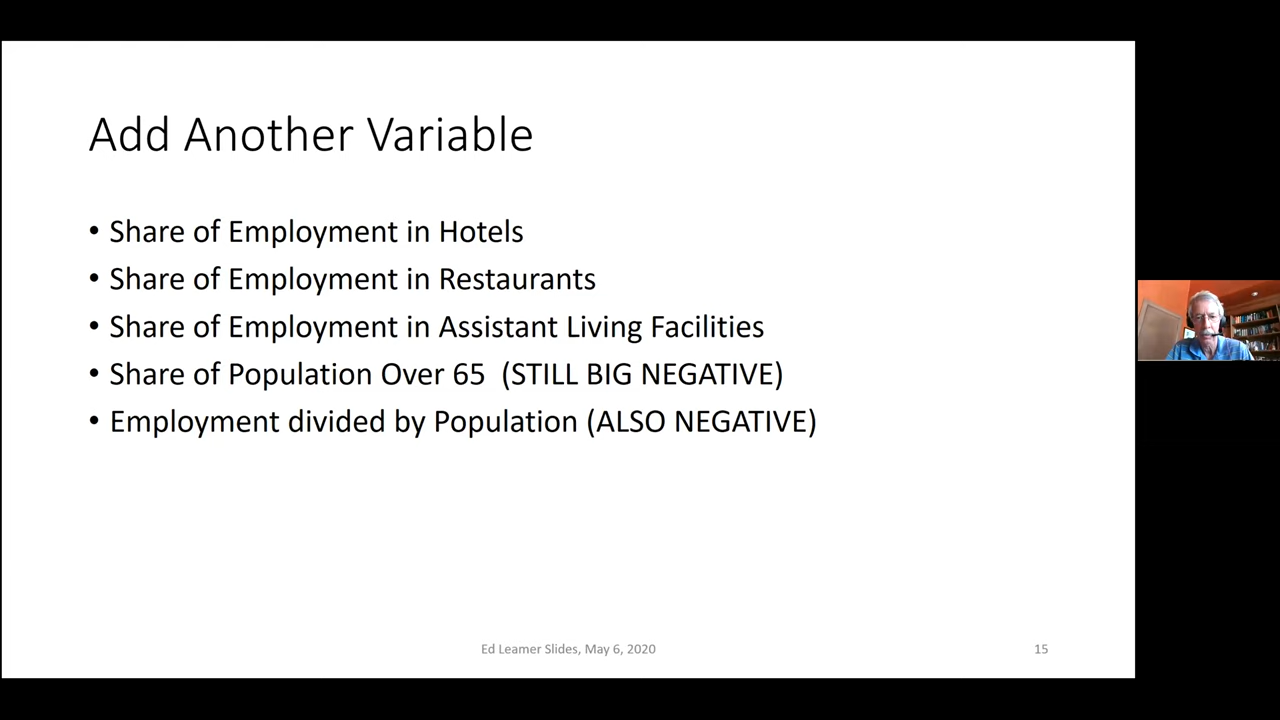 Add Another Variable
• Share of Employment in Hotels
• Share of Employment in Restaurants
• Share of Employment in Assistant Living Facilities
• Share of Population Over 65 (STILL BIG NEGATIVE)
• Employment divided by Population (ALSO NEGATIVE)
Ed Leamer Slides, May 6, 2020
15